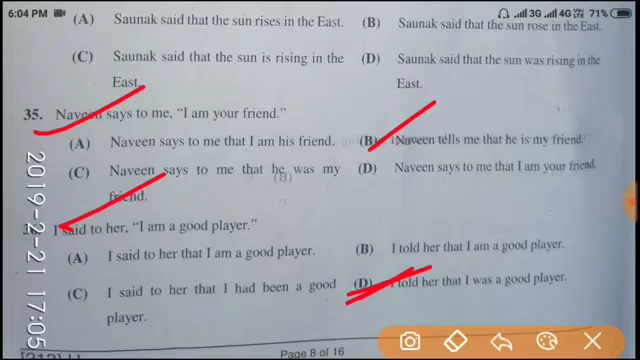 6:04 PM 3G 4G VoLTE 71%
(A) Saunak said that the sun rises in the East. (B) Saunak said that the sun rose in the East.
(C) Saunak said that the sun is rising in the (D) Saunak said that the sun was rising in the
East. East.
35. Naveen says to me, “I am your friend.”
(A) Naveen says to me that I am his friend. (B) Naveen tells me that he is my friend.
(C) Naveen says to me that he was my (D) Naveen says to me that I am your friend.
friend.
36. I said to her, “I am a good player.”
(A) I said to her that I am a good player. (B) I told her that I am a good player.
(C) I said to her that I had been a good (D) I told her that I was a good player.
player.
Page 8 of 16
2019-2-21 17:05